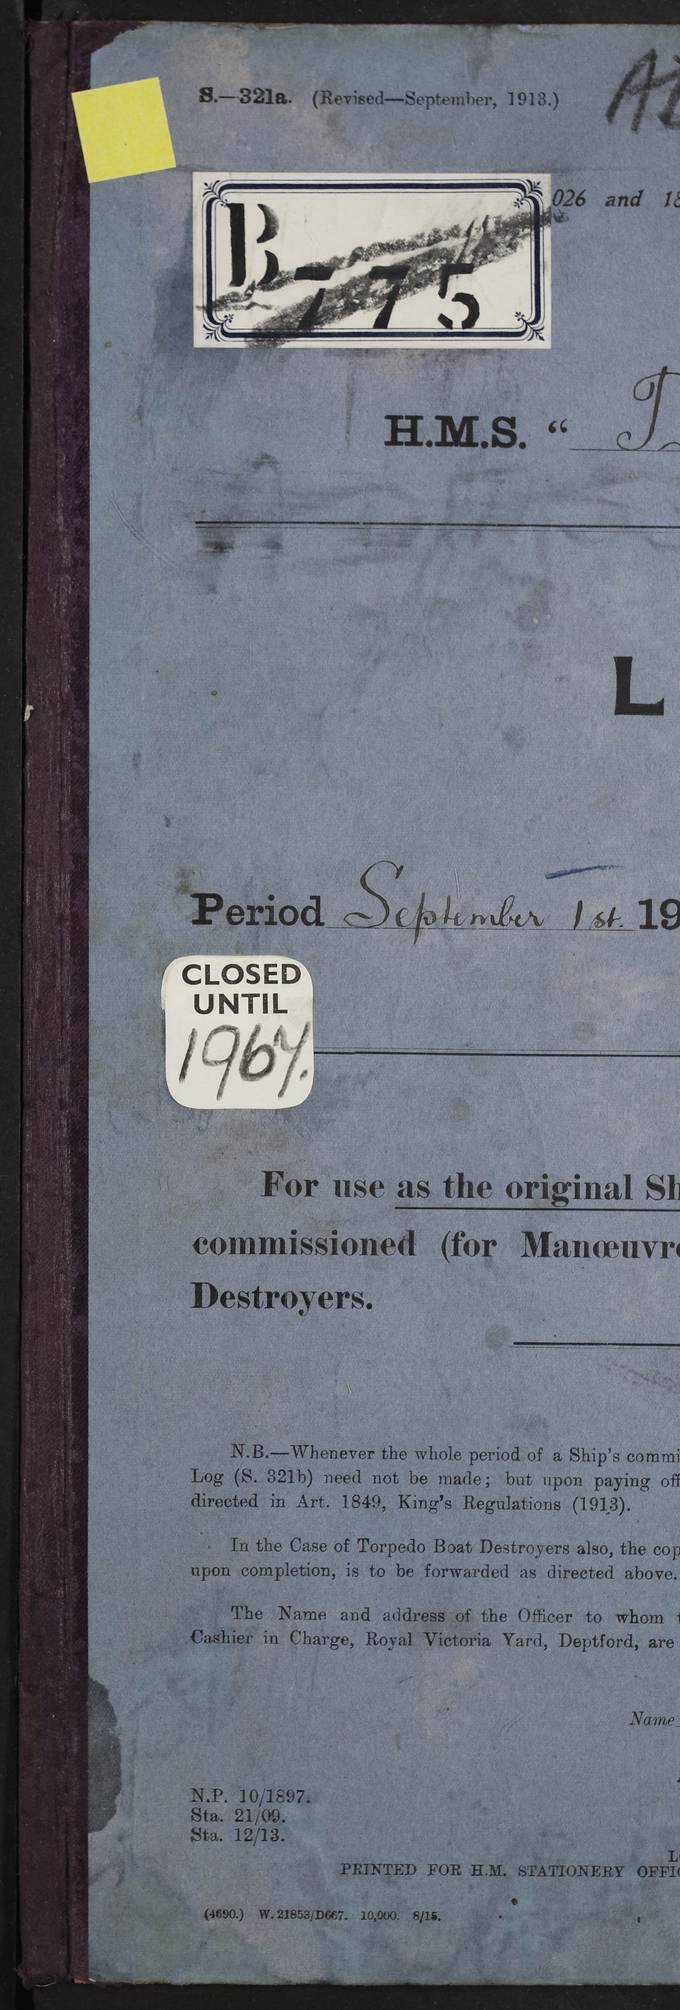 S.—321a. (Revised—September, 1913.)
026 and 18
B
775
H.M.S. "
L
Period September 1st. 19
CLOSED
UNTIL
1967.
For use as the original Sh
commissioned (for Manœuvre
Destroyers.
N.B.—Whenever the whole period of a Ship's commi
Log (S. 321b) need not be made; but upon paying off
directed in Art. 1849, King's Regulations (1913).
In the Case of Torpedo Boat Destroyers also, the cop
upon completion, is to be forwarded as directed above.
The Name and address of the Officer to whom t
Cashier in Charge, Royal Victoria Yard, Deptford, are
Name
N.P. 10/1897.
Sta. 21/09.
Sta. 12/13.
PRINTED FOR H.M. STATIONERY OFFIC
(4690.) W. 21853/D667. 10,000. 8/15.